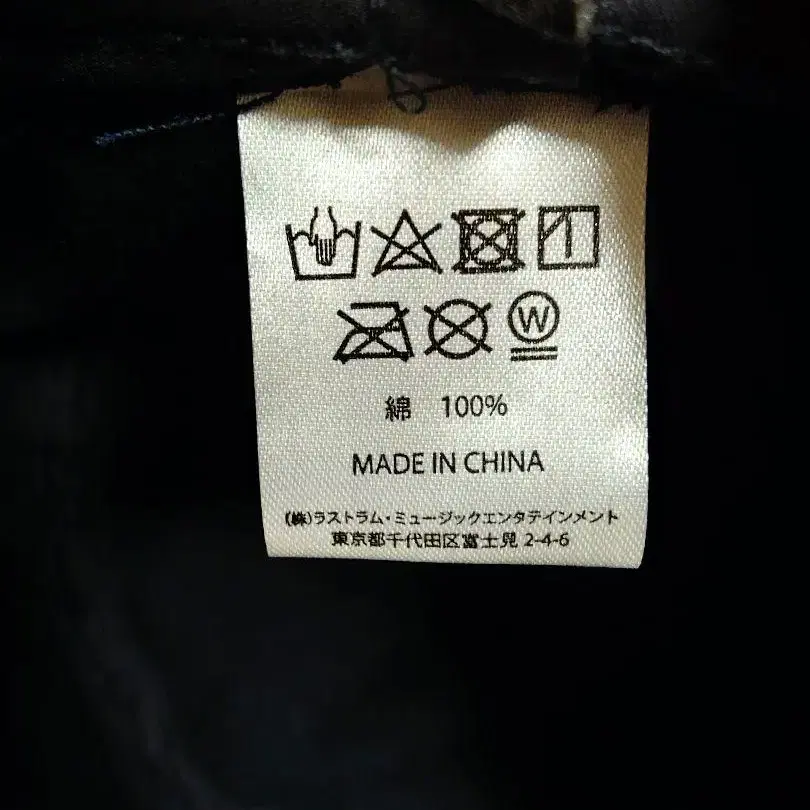 W
綿 100%
MADE IN CHINA
(株)ラストラム・ミュージックエンタテインメント
東京都千代田区富士見 2-4-6